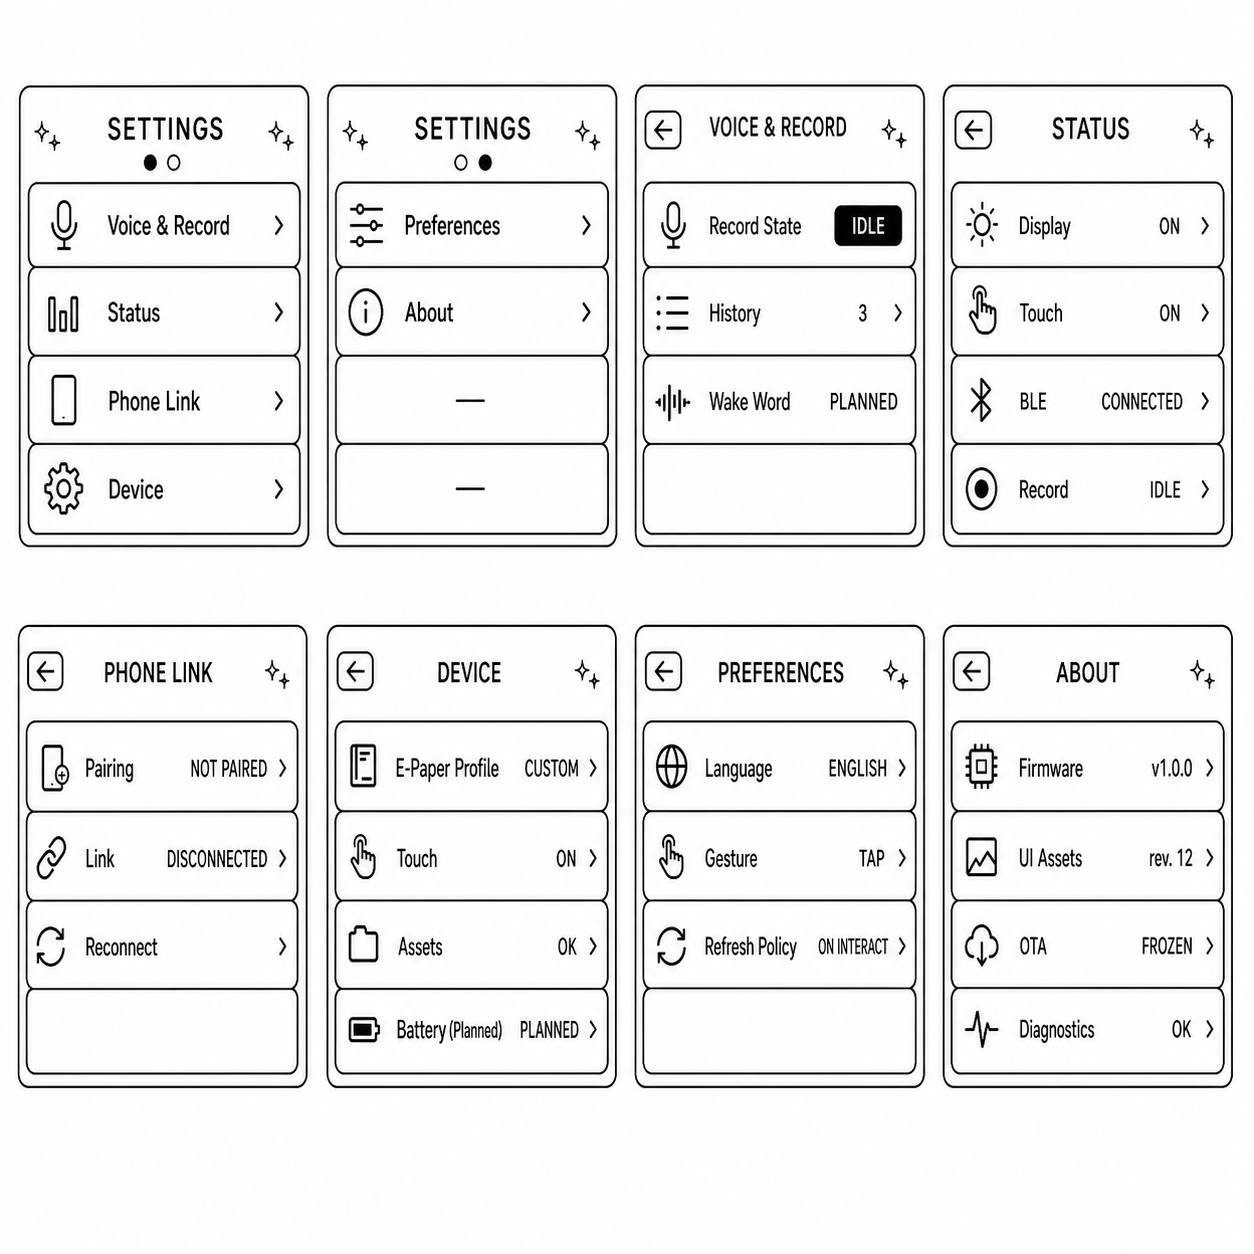 SETTINGS
Voice & Record
Status
Phone Link
Device
SETTINGS
Preferences
About
—
—
VOICE & RECORD
Record State IDLE
History 3
Wake Word PLANNED
STATUS
Display ON
Touch ON
BLE CONNECTED
Record IDLE
PHONE LINK
Pairing NOT PAIRED
Link DISCONNECTED
Reconnect
DEVICE
E-Paper Profile CUSTOM
Touch ON
Assets OK
Battery (Planned) PLANNED
PREFERENCES
Language ENGLISH
Gesture TAP
Refresh Policy ON INTERACT
ABOUT
Firmware v1.0.0
UI Assets rev. 12
OTA FROZEN
Diagnostics OK